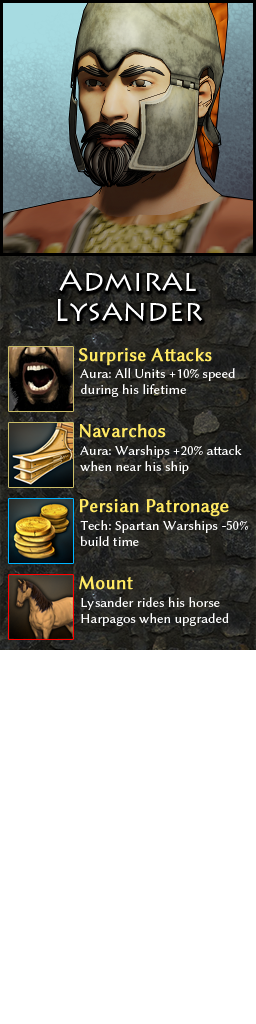 Admiral
Lysander
Surprise Attacks
Aura: All Units +10% speed
during his lifetime
Navarchos
Aura: Warships +20% attack
when near his ship
Persian Patronage
Tech: Spartan Warships -50%
build time
Mount
Lysander rides his horse
Harpagos when upgraded